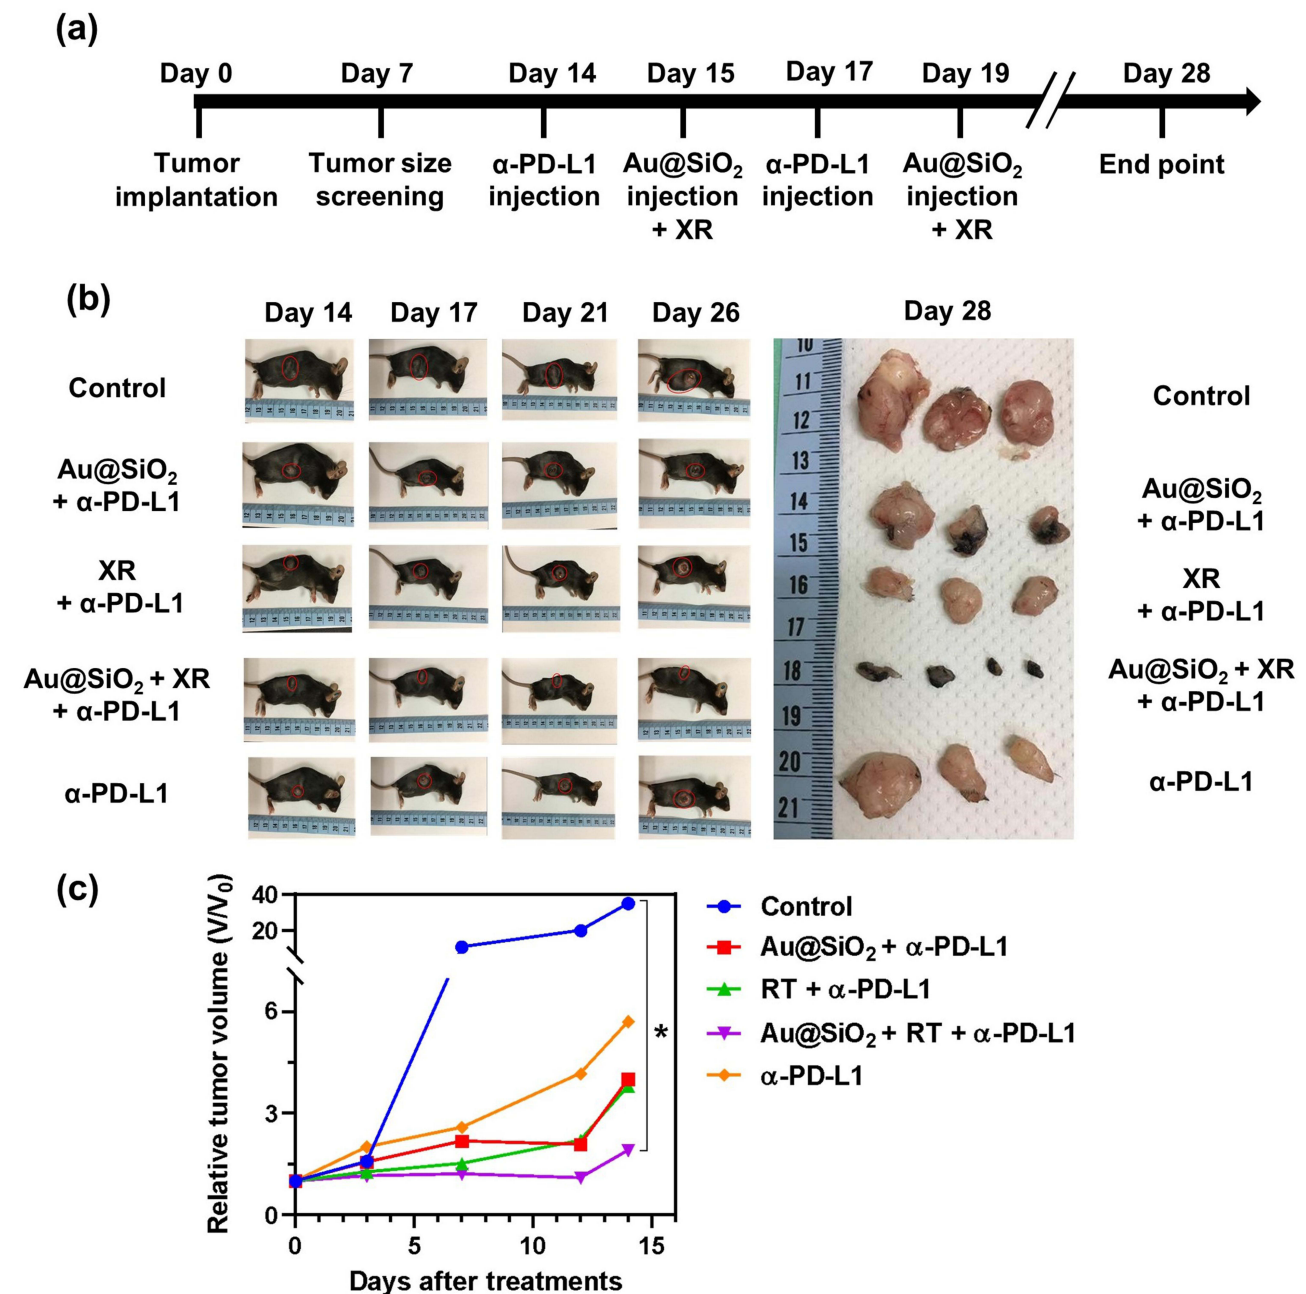 (a)
Day 0 Day 7 Day 14 Day 15 Day 17 Day 19 Day 28
Tumor implantation
Tumor size screening
α-PD-L1 injection
Au@SiO2 injection + XR
α-PD-L1 injection
Au@SiO2 injection + XR
End point
(b)
Day 14 Day 17 Day 21 Day 26 Day 28
Control
Au@SiO2
+ α-PD-L1
XR
+ α-PD-L1
Au@SiO2 + XR
+ α-PD-L1
α-PD-L1
10
11
12
13
14
15
16
17
18
19
20
21
Control
Au@SiO2
+ α-PD-L1
XR
+ α-PD-L1
Au@SiO2 + XR
+ α-PD-L1
α-PD-L1
(c)
Relative tumor volume (V/V0)
40
20
6
3
0
0 5 10 15
Days after treatments
*
Control
Au@SiO2 + α-PD-L1
RT + α-PD-L1
Au@SiO2 + RT + α-PD-L1
α-PD-L1